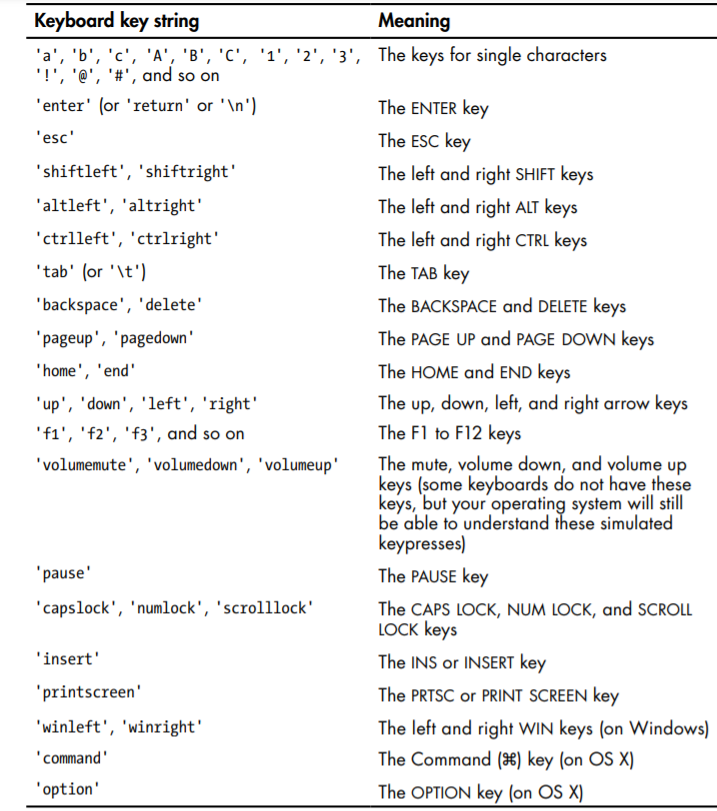 Keyboard key string Meaning
'a', 'b', 'c', 'A', 'B', 'C', '1', '2', '3', The keys for single characters
'!', '@', '#', and so on
'enter' (or 'return' or '\n') The ENTER key
'esc' The ESC key
'shiftleft', 'shiftright' The left and right SHIFT keys
'altleft', 'altright' The left and right ALT keys
'ctrlleft', 'ctrlright' The left and right CTRL keys
'tab' (or '\t') The TAB key
'backspace', 'delete' The BACKSPACE and DELETE keys
'pageup', 'pagedown' The PAGE UP and PAGE DOWN keys
'home', 'end' The HOME and END keys
'up', 'down', 'left', 'right' The up, down, left, and right arrow keys
'f1', 'f2', 'f3', and so on The F1 to F12 keys
'volumemute', 'volumedown', 'volumeup' The mute, volume down, and volume up
keys (some keyboards do not have these
keys, but your operating system will still
be able to understand these simulated
keypresses)
'pause' The PAUSE key
'capslock', 'numlock', 'scrolllock' The CAPS LOCK, NUM LOCK, and SCROLL
LOCK keys
'insert' The INS or INSERT key
'printscreen' The PRTSC or PRINT SCREEN key
'winleft', 'winright' The left and right WIN keys (on Windows)
'command' The Command (⌘) key (on OS X)
'option' The OPTION key (on OS X)